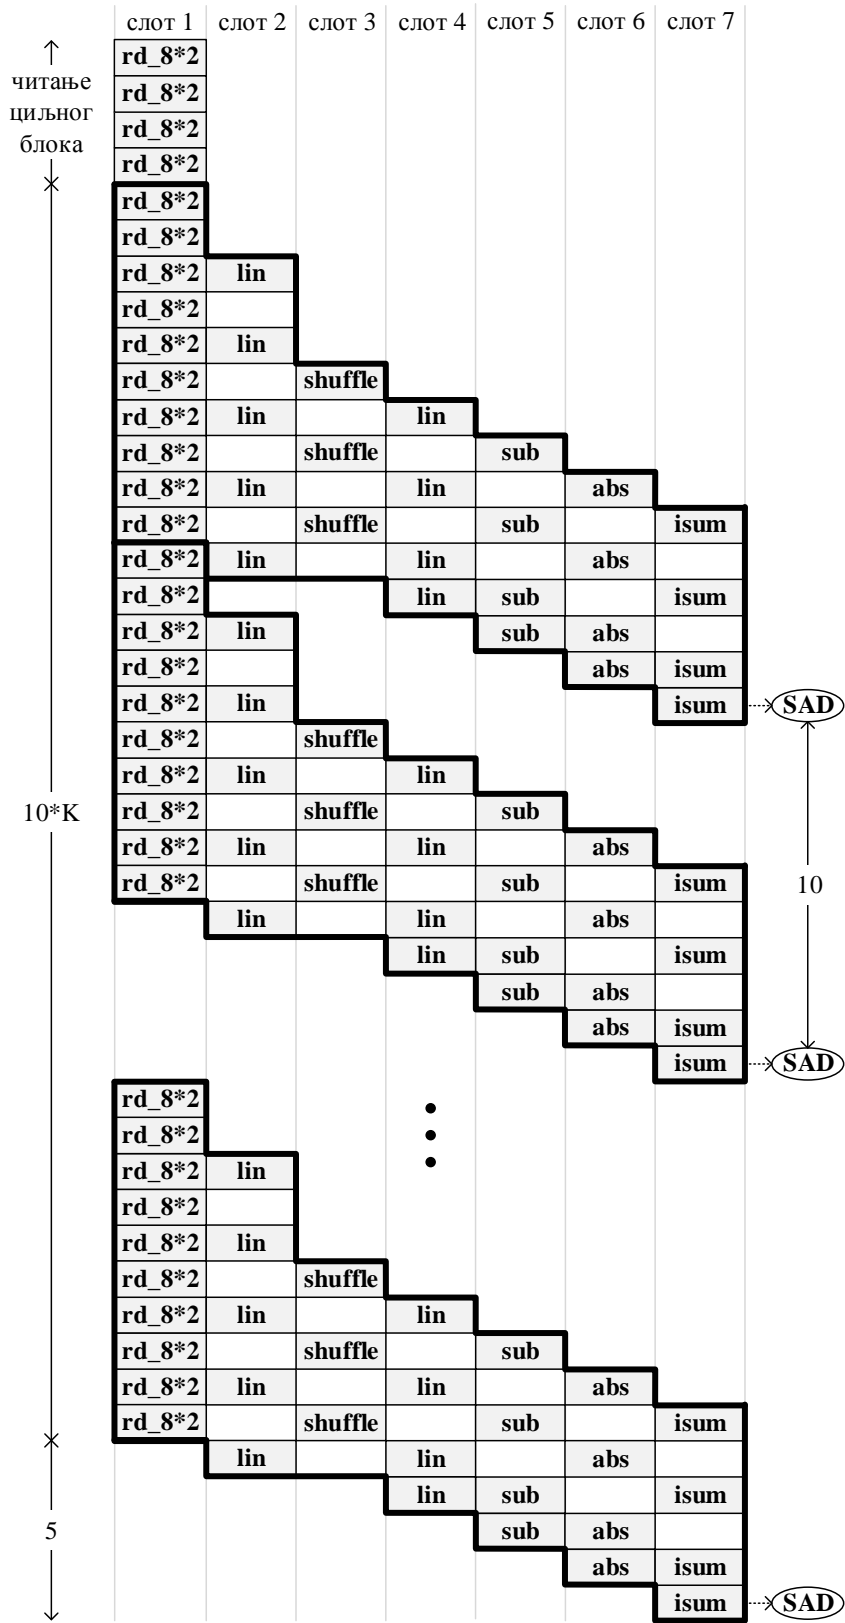 слот 1 слот 2 слот 3 слот 4 слот 5 слот 6 слот 7
rd_8*2
читање
rd_8*2
циљног
rd_8*2
блока
rd_8*2
rd_8*2
rd_8*2
rd_8*2 lin
rd_8*2
rd_8*2 lin
rd_8*2 shuffle
rd_8*2 lin lin
rd_8*2 shuffle sub
rd_8*2 lin lin abs
rd_8*2 shuffle sub isum
rd_8*2 lin lin abs
rd_8*2 lin sub isum
rd_8*2 lin sub abs
rd_8*2 abs isum
rd_8*2 lin isum SAD
rd_8*2 shuffle
rd_8*2 lin lin
10*K rd_8*2 shuffle sub
rd_8*2 lin lin abs
rd_8*2 shuffle sub isum 10
lin lin abs
lin sub isum
sub abs
abs isum
isum SAD
rd_8*2
rd_8*2
rd_8*2 lin
rd_8*2
rd_8*2 lin
rd_8*2 shuffle
rd_8*2 lin lin
rd_8*2 shuffle sub
rd_8*2 lin lin abs
rd_8*2 shuffle sub isum
lin lin abs
lin sub isum
5 sub abs
abs isum
isum SAD